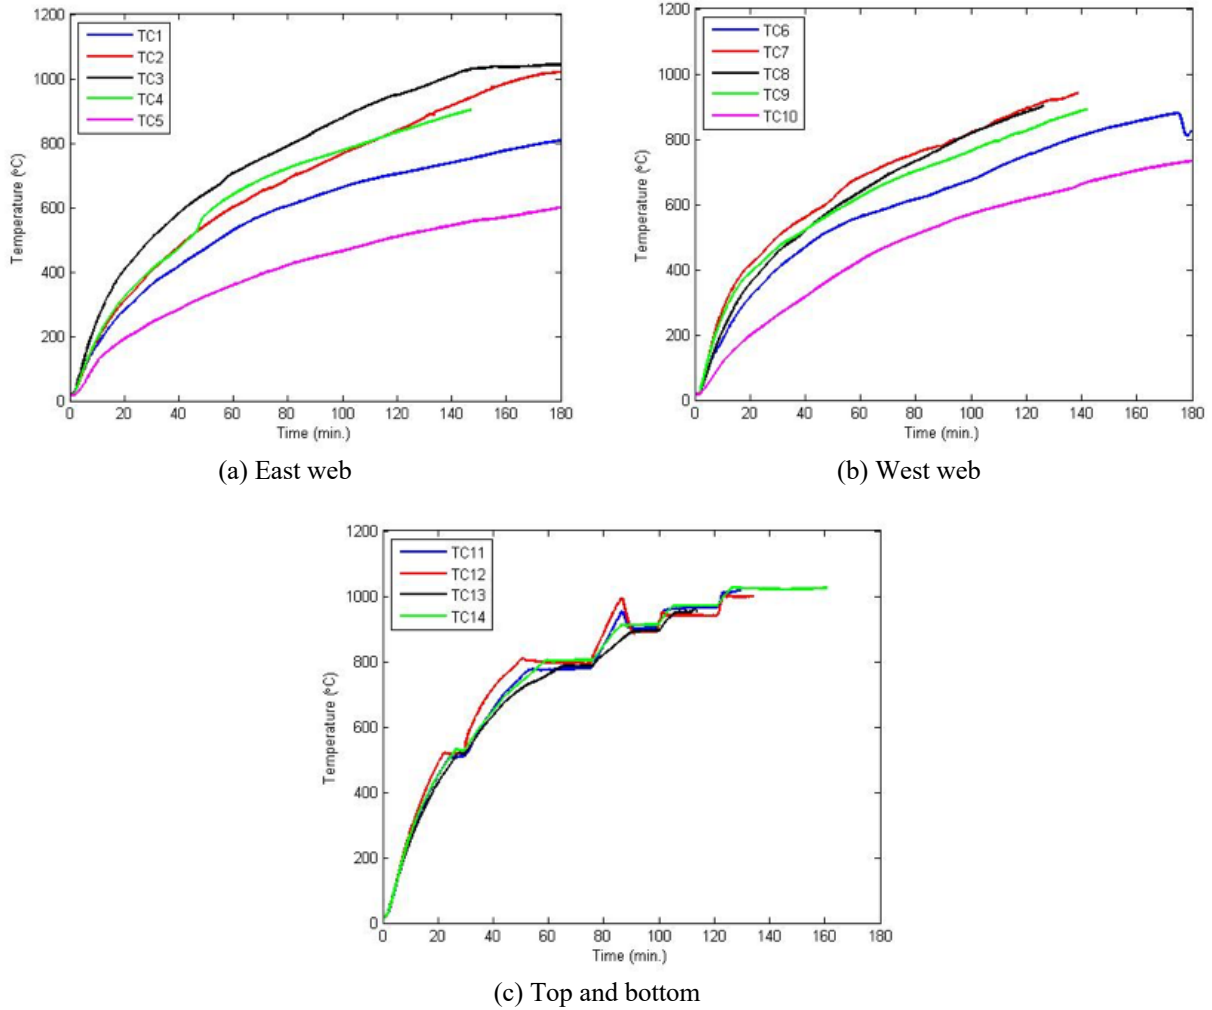 1200
1000
800
600
400
200
0
Temperature (°C)
TC1
TC2
TC3
TC4
TC5
0 20 40 60 80 100 120 140 160 180
Time (min.)
(a) East web
1200
1000
800
600
400
200
0
Temperature (°C)
TC6
TC7
TC8
TC9
TC10
0 20 40 60 80 100 120 140 160 180
Time (min.)
(b) West web
1200
1000
800
600
400
200
0
Temperature (°C)
TC11
TC12
TC13
TC14
0 20 40 60 80 100 120 140 160 180
Time (min.)
(c) Top and bottom